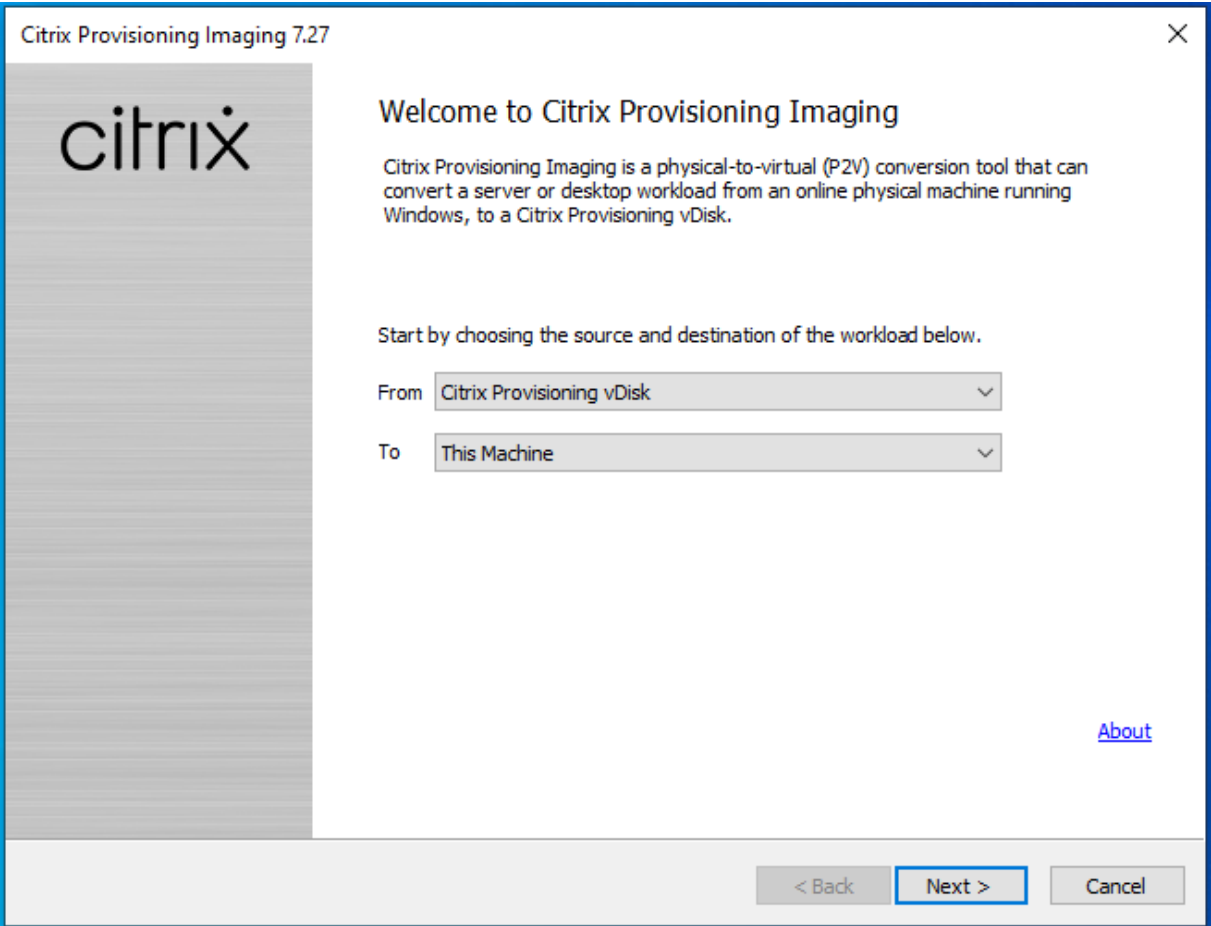 Citrix Provisioning Imaging 7.27
citrix
Welcome to Citrix Provisioning Imaging
Citrix Provisioning Imaging is a physical-to-virtual (P2V) conversion tool that can
convert a server or desktop workload from an online physical machine running
Windows, to a Citrix Provisioning vDisk.
Start by choosing the source and destination of the workload below.
From Citrix Provisioning vDisk
To This Machine
About
< Back Next > Cancel